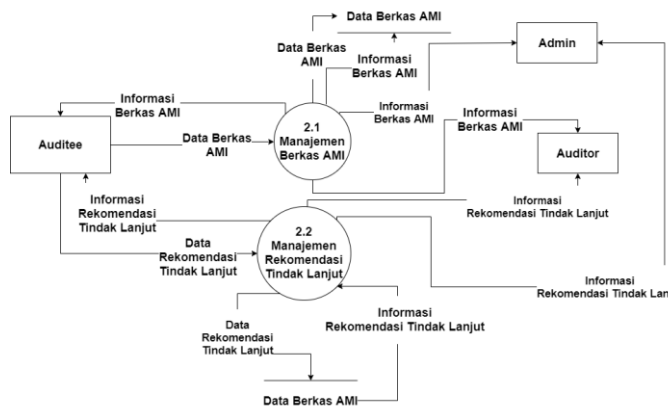 Data Berkas AMI
Data Berkas
AMI
Informasi
Berkas AMI
Admin
Informasi
Berkas AMI
Informasi
Berkas AMI
2.1
Manajemen
Berkas AMI
Informasi
Berkas AMI
Auditee
Data Berkas
AMI
Auditor
Informasi
Rekomendasi
Tindak Lanjut
Informasi
Rekomendasi Tindak Lanjut
2.2
Manajemen
Rekomendasi
Tindak Lanjut
Data
Rekomendasi
Tindak Lanjut
Informasi
Rekomendasi Tindak Lan
Data
Rekomendasi
Tindak Lanjut
Informasi
Rekomendasi Tindak Lanjut
Data Berkas AMI